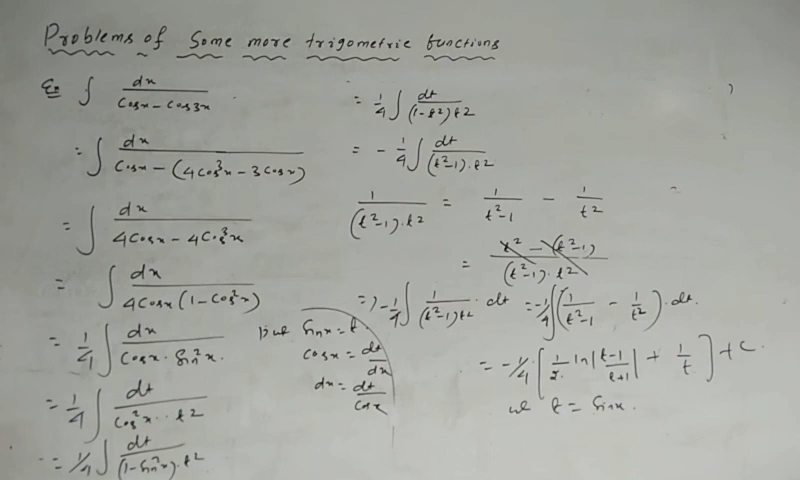 Problems of Some more trigometric functions
Ex ∫ dx / (Cosx - Cos3x)
= ∫ dx / (Cosx - (4Cos³x - 3Cosx))
= ∫ dx / (4Cosx - 4Cos³x)
= ∫ dx / (4Cosx (1 - Cos²x))
= 1/4 ∫ dx / (Cosx · Sin²x).
put Sinx = t.
cosx = dt/dx
dx = dt/cosx
= 1/4 ∫ dt / (Cos²x · t2)
= 1/4 ∫ dt / ((1 - Sin²x) · t2)
= 1/4 ∫ dt / ((1 - t2) t2)
= - 1/4 ∫ dt / ((t2-1) · t2)
1 / ((t2-1) · t2) = 1 / (t2-1) - 1 / t2
= (t2 - (t2-1)) / ((t2-1) · t2)
=) -1/4 ∫ 1 / ((t2-1) t2) · dt = -1/4 ∫ (1 / (t2-1) - 1 / t2) · dt.
= -1/4 [1/2 ln |(t-1) / (t+1)| + 1/t] + C.
t = Sinx.